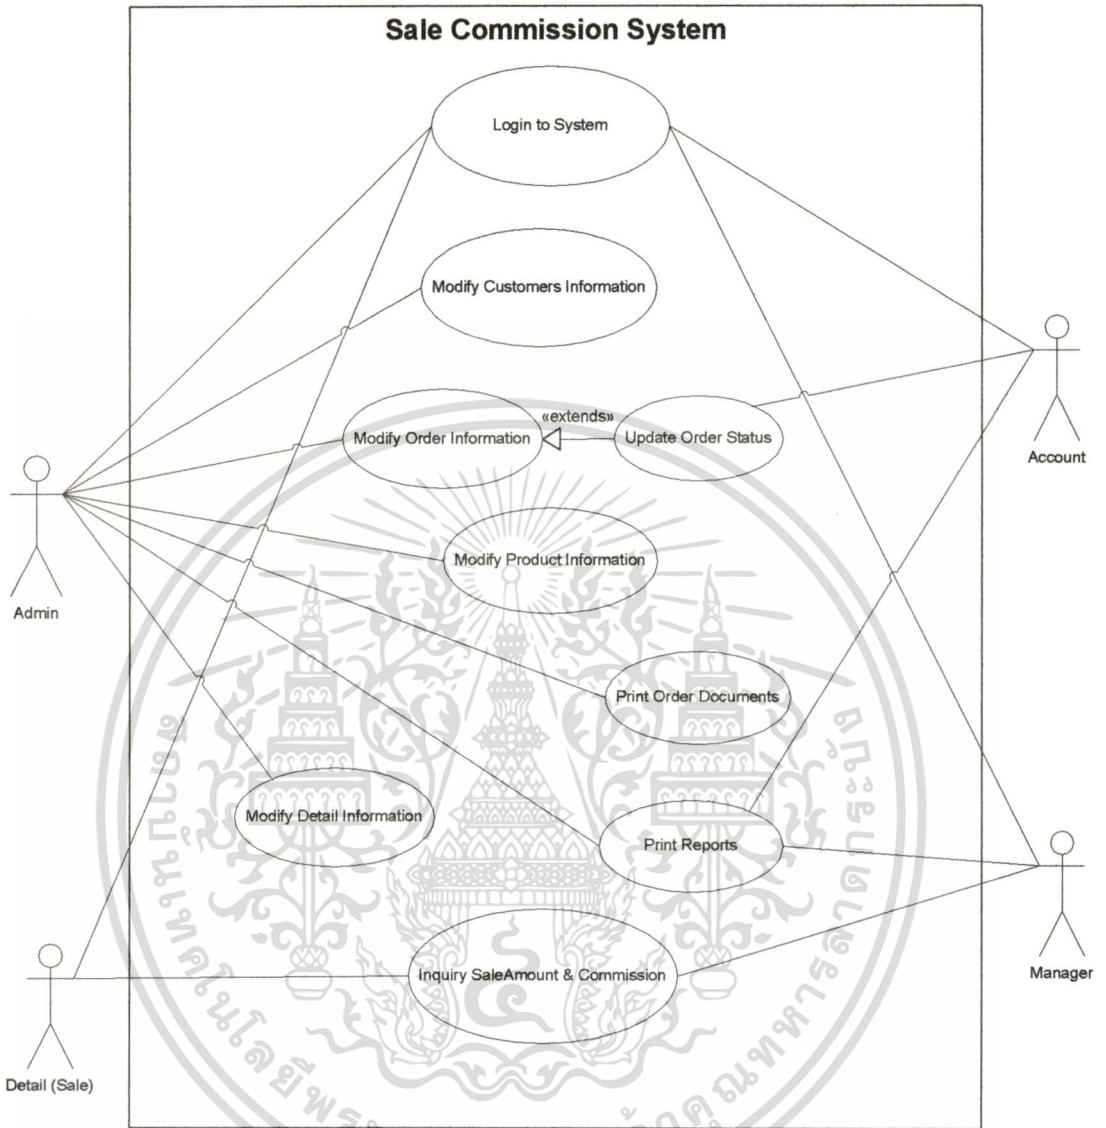 Sale Commission System
Login to System
Modify Customers Information
«extends»
Modify Order Information
Update Order Status
Account
Modify Product Information
Admin
Print Order Documents
Modify Detail Information
Print Reports
Inquiry SaleAmount & Commission
Manager
Detail (Sale)